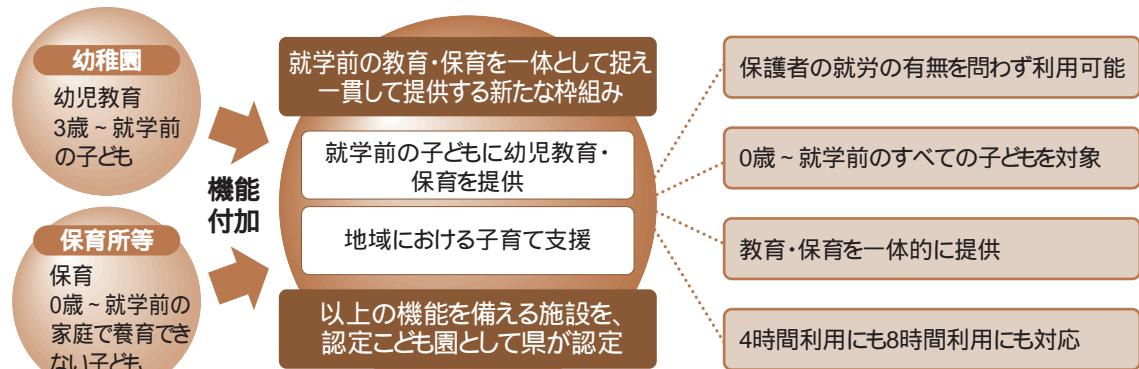 幼稚園
幼児教育
3歳~就学前
の子ども
保育所等
保育
0歳~就学前の
家庭で養育でき
ない子ども
機能
付加
就学前の教育・保育を一体として捉え
一貫して提供する新たな枠組み
就学前の子どもに幼児教育・
保育を提供
地域における子育て支援
以上の機能を備える施設を、
認定こども園として県が認定
保護者の就労の有無を問わず利用可能
0歳~就学前のすべての子どもを対象
教育・保育を一体的に提供
4時間利用にも8時間利用にも対応